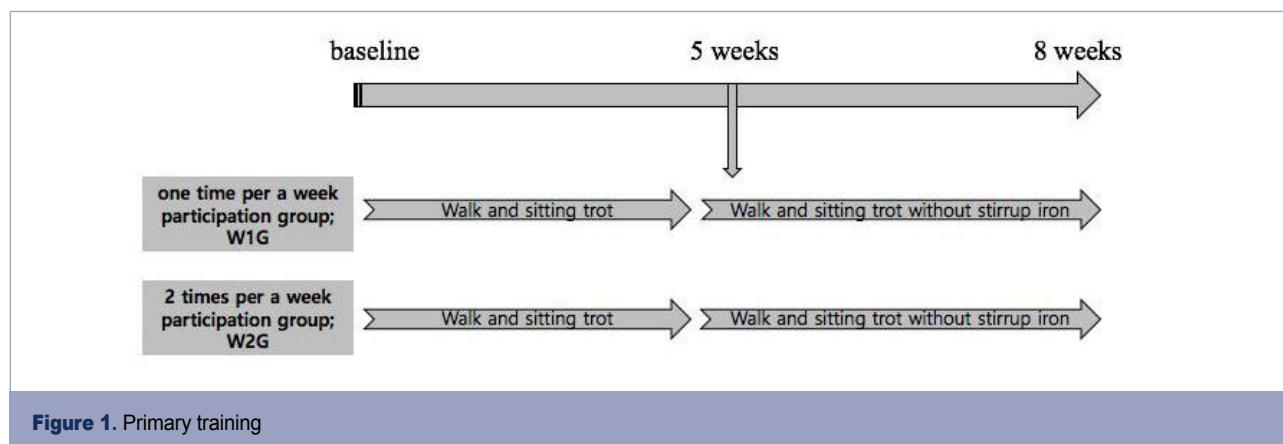 baseline 5 weeks 8 weeks
one time per a week
participation group;
W1G
Walk and sitting trot Walk and sitting trot without stirrup iron
2 times per a week
participation group;
W2G
Walk and sitting trot Walk and sitting trot without stirrup iron
Figure 1. Primary training